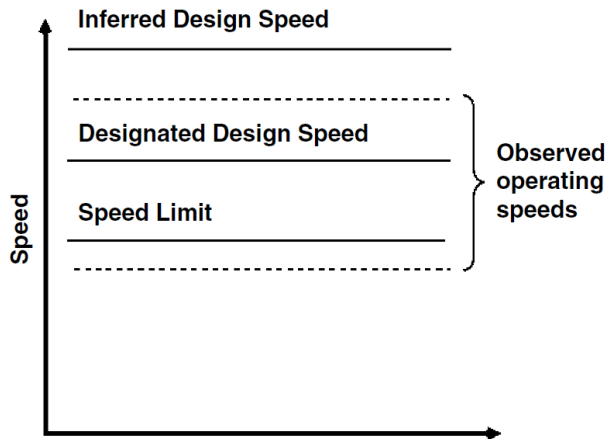 Inferred Design Speed
Designated Design Speed
Speed Limit
Observed
operating
speeds
Speed